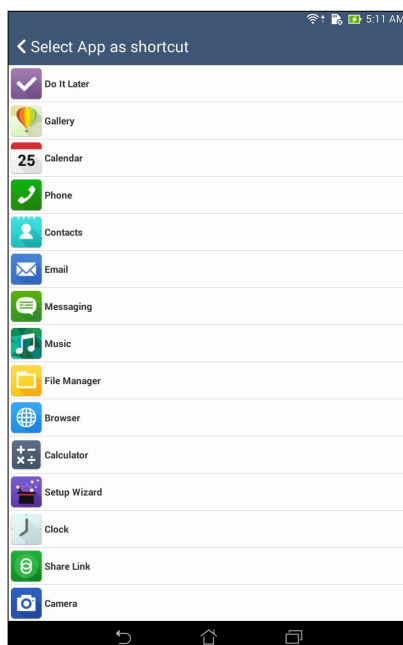 5:11 AM
Select App as shortcut
Do It Later
Gallery
25 Calendar
Phone
Contacts
Email
Messaging
Music
File Manager
Browser
Calculator
Setup Wizard
Clock
Share Link
Camera